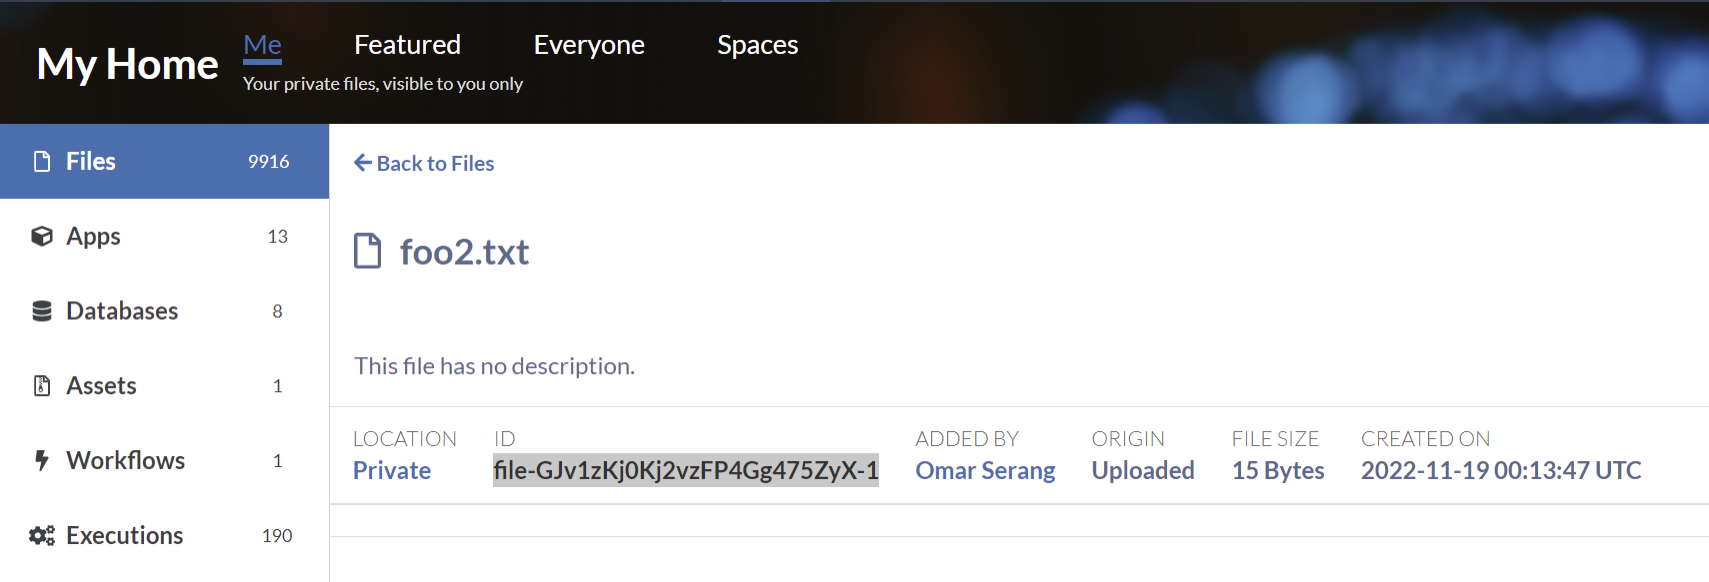 My Home
Me Featured Everyone Spaces
Your private files, visible to you only
Files 9916
Apps 13
Databases 8
Assets 1
Workflows 1
Executions 190
Back to Files
foo2.txt
This file has no description.
LOCATION ID ADDED BY ORIGIN FILE SIZE CREATED ON
Private file-GJv1zKj0Kj2vzFP4Gg475ZyX-1 Omar Serang Uploaded 15 Bytes 2022-11-19 00:13:47 UTC